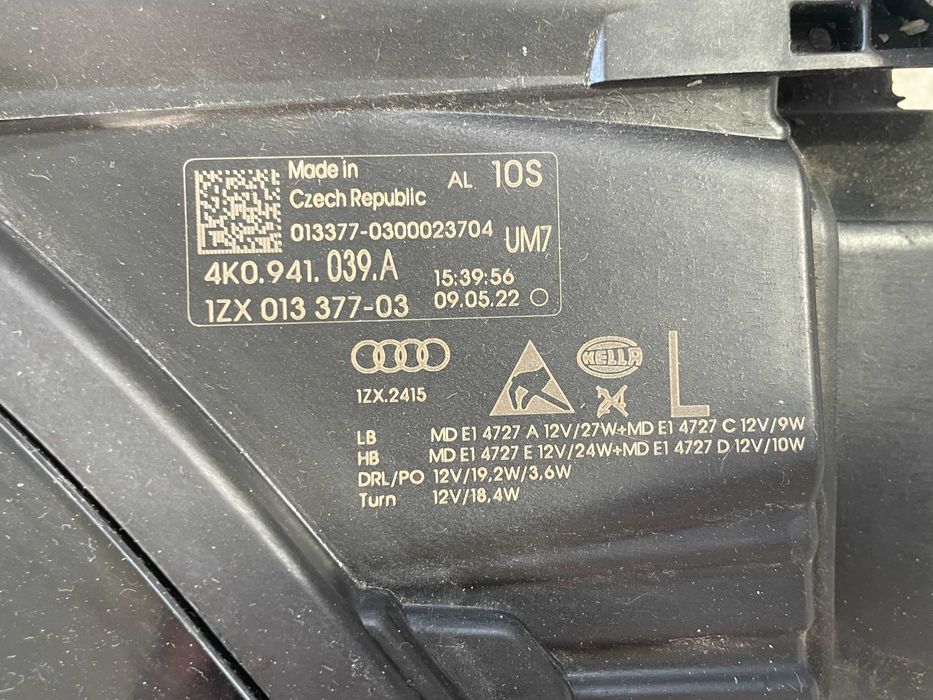 Made in
Czech Republic
AL 10S
013377-0300023704
UM7
4K0.941.039.A
15:39:56
1ZX 013 377-03
09.05.22
1ZX.2415
HELLA
L
LB MD E1 4727 A 12V/27W+MD E1 4727 C 12V/9W
HB MD E1 4727 E 12V/24W+MD E1 4727 D 12V/10W
DRL/PO 12V/19,2W/3,6W
Turn 12V/18,4W